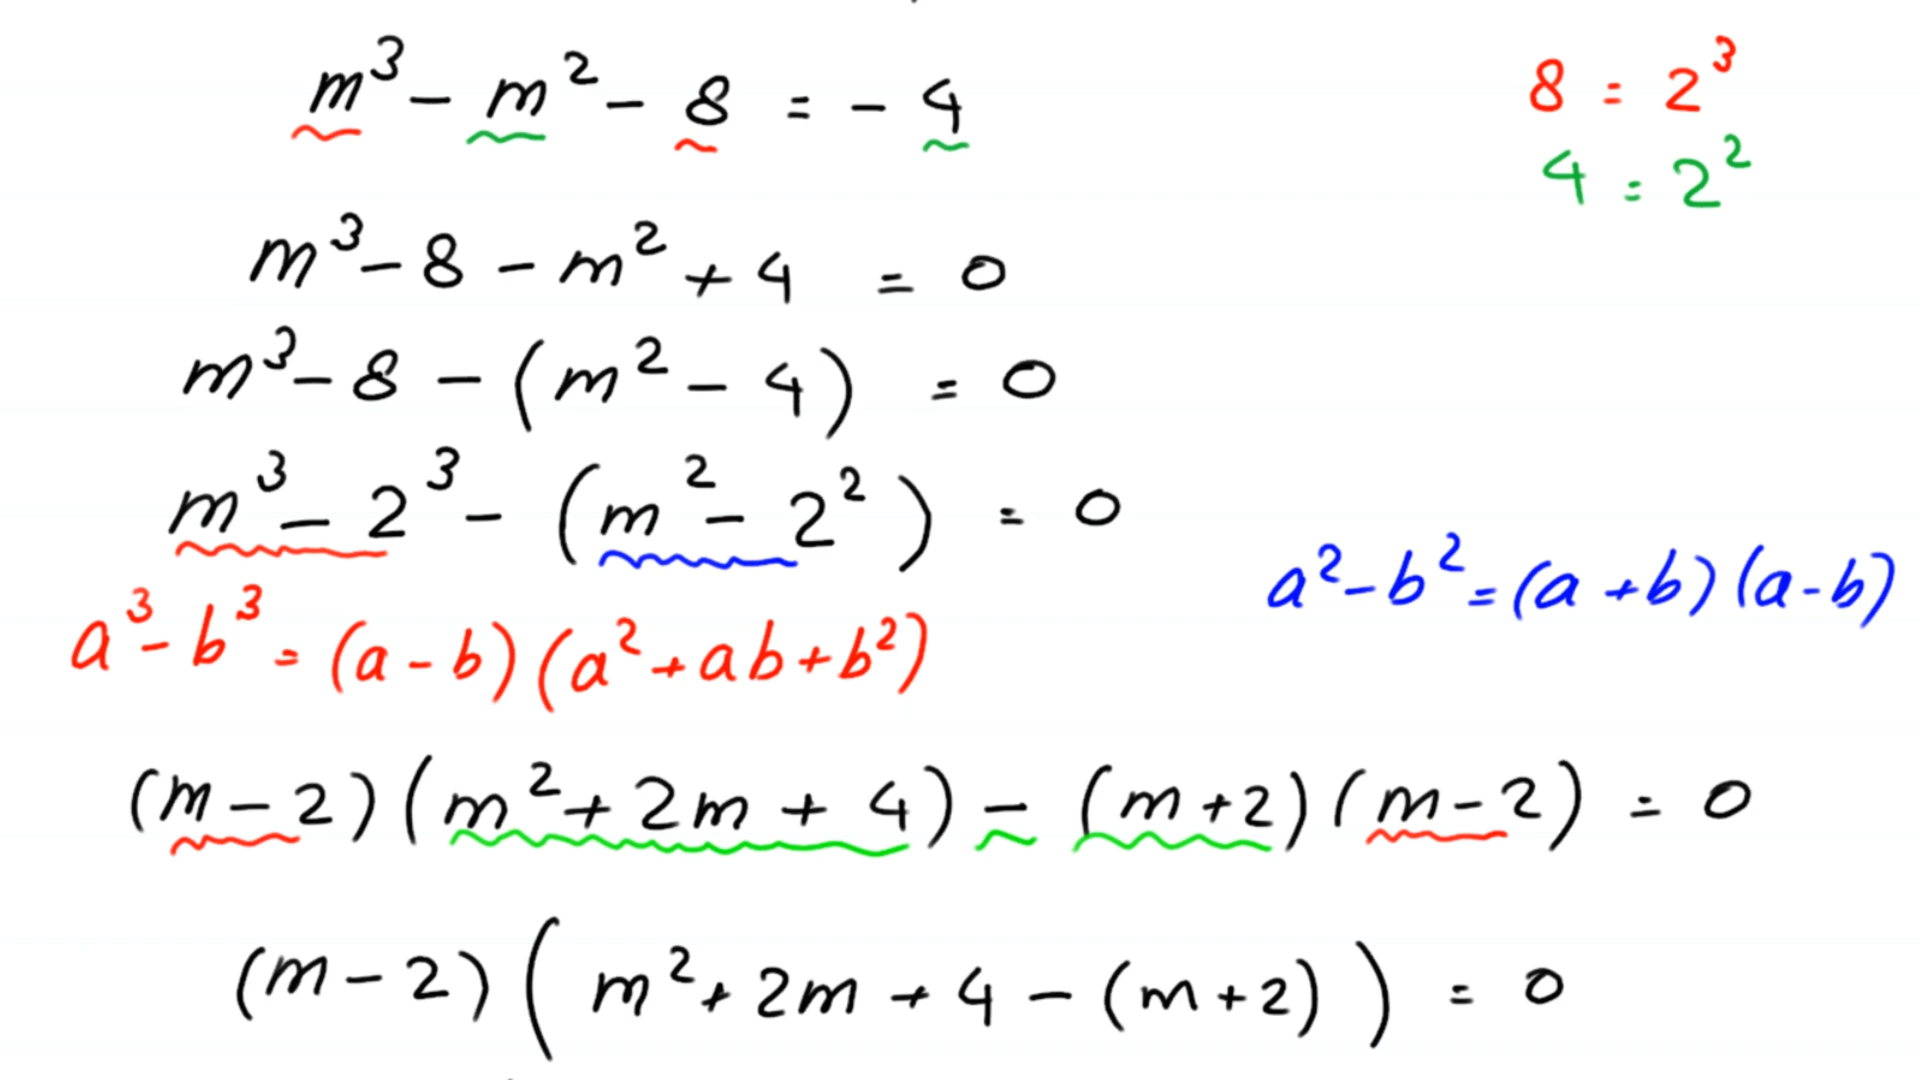 m³ - m² - 8 = - 4
8 = 2³
4 = 2²
m³ - 8 - m² + 4 = 0
m³ - 8 - (m² - 4) = 0
m³ - 2³ - (m² - 2²) = 0
a² - b² = (a + b)(a - b)
a³ - b³ = (a - b)(a² + ab + b²)
(m - 2)(m² + 2m + 4) - (m + 2)(m - 2) = 0
(m - 2)(m² + 2m + 4 - (m + 2)) = 0